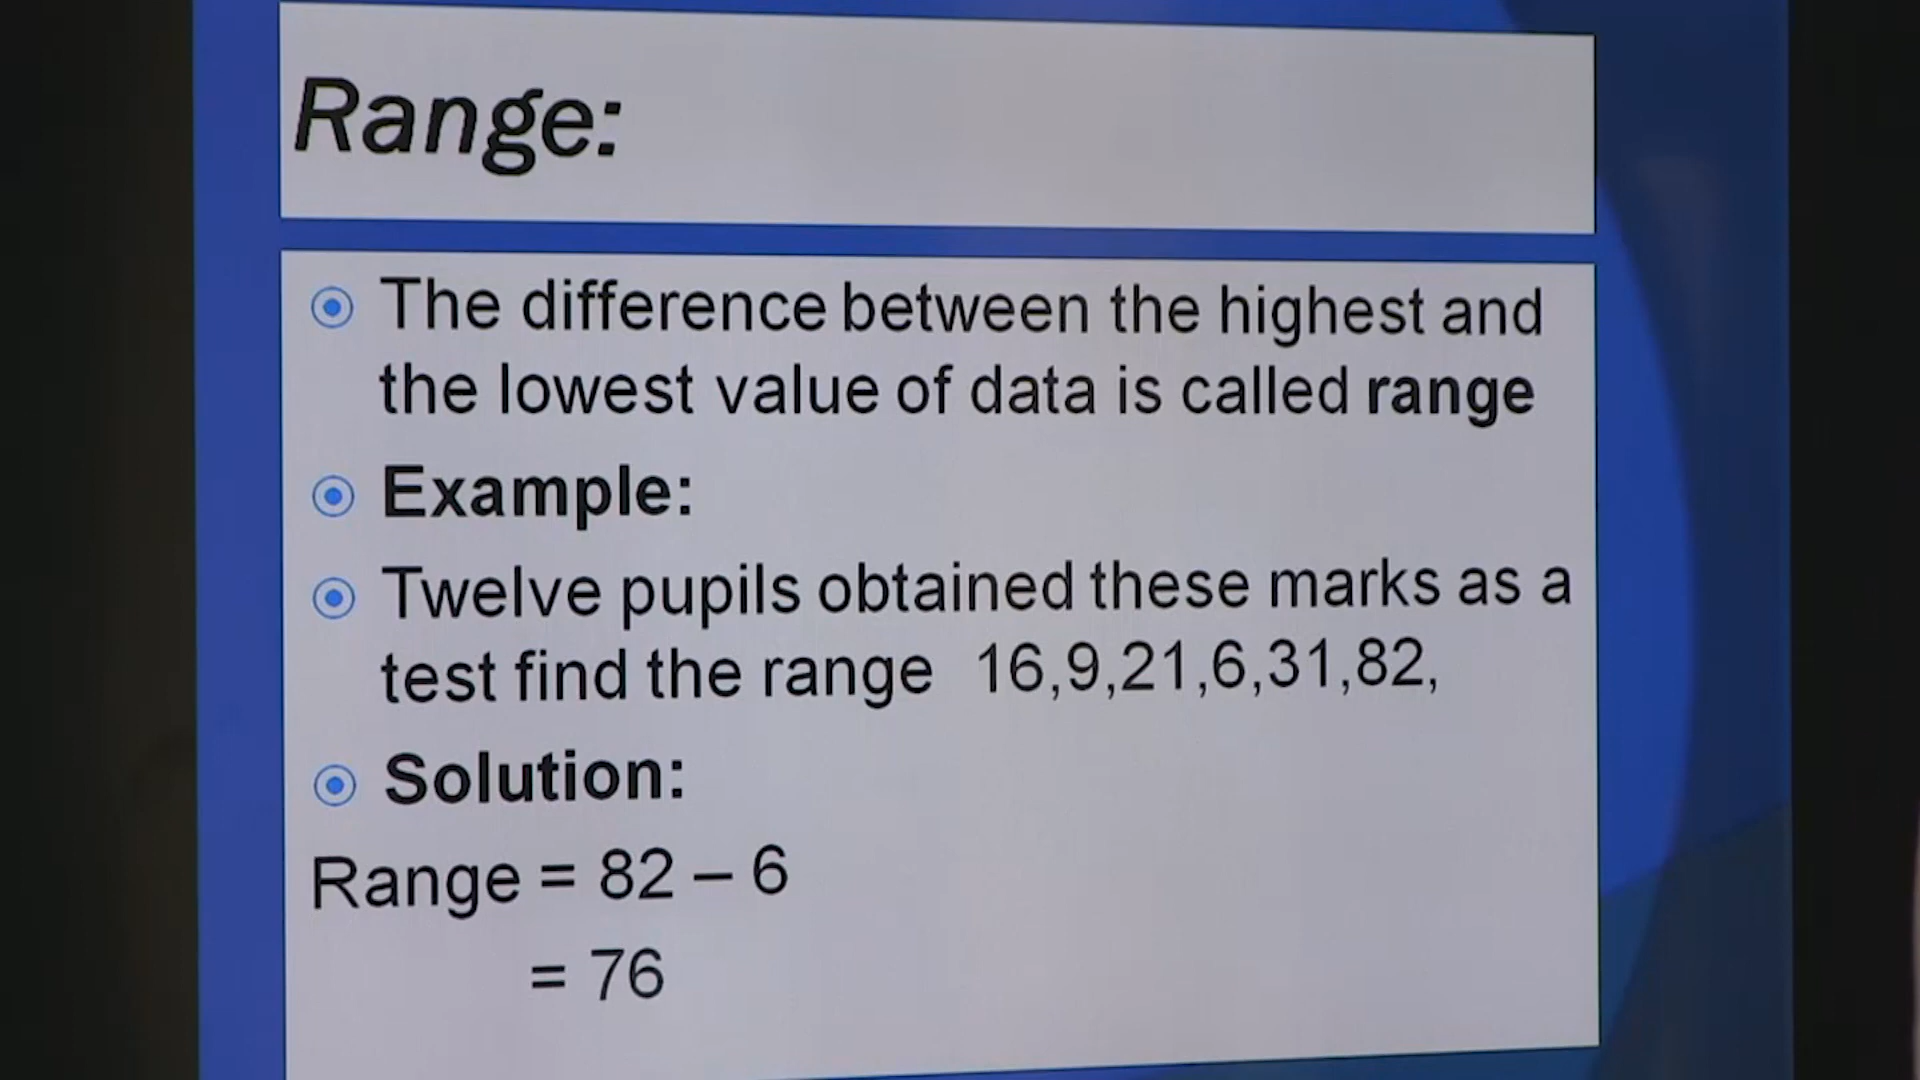 Range:
The difference between the highest and
the lowest value of data is called range
Example:
Twelve pupils obtained these marks as a
test find the range 16,9,21,6,31,82,
Solution:
Range = 82 – 6
= 76